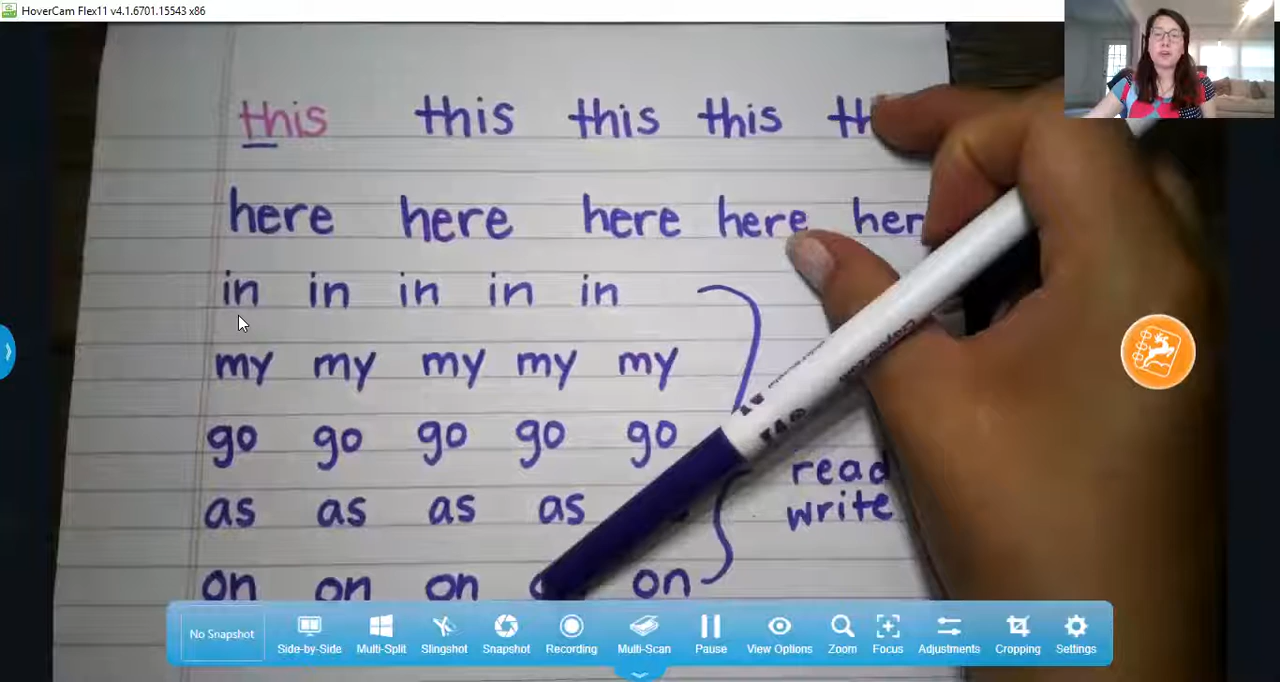 HoverCam Flex11 v4.1.6701.15543 x86
this this this this th
here here here here her
in in in in in
my my my my my
go go go go go
as as as as
read
write
on on on on
No Snapshot
Side-by-Side Multi-Split Slingshot Snapshot Recording Multi-Scan Pause View Options Zoom Focus Adjustments Cropping Settings